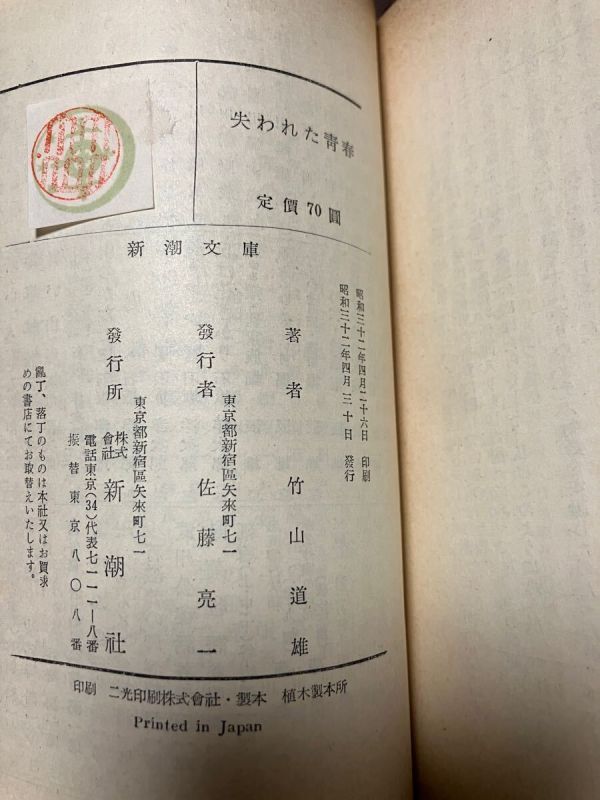 失われた靑春
定價 70 圓
新潮文庫
昭和三十二年四月二十六日 印刷
昭和三十二年四月三十日 發行
著者 竹山道雄
東京都新宿區矢來町七一
發行者 佐藤亮一
東京都新宿區矢來町七一
發行所 株式會社 新潮社
電話東京(34)代表七一一一―八番
振替東京八〇八番
亂丁、落丁のものは本社又はお買求
めの書店にてお取替えいたします。
印刷 二光印刷株式會社・製本 植木製本所
Printed in Japan